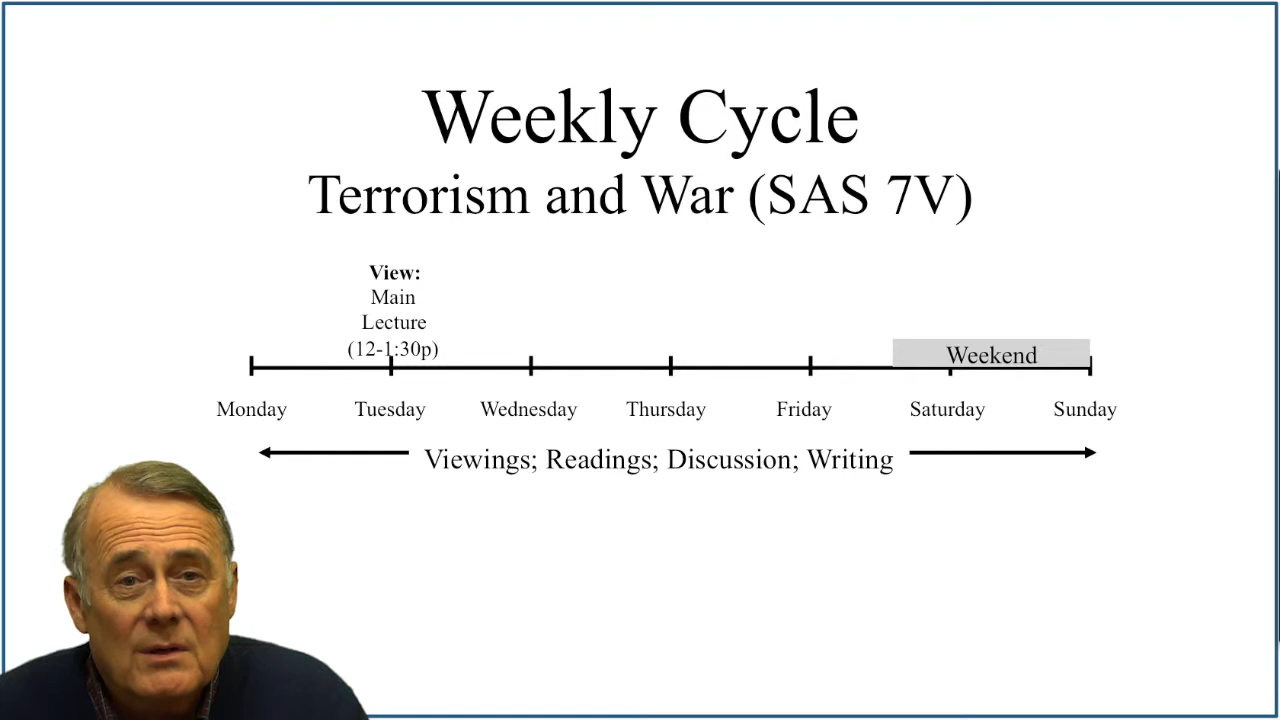 Weekly Cycle
Terrorism and War (SAS 7V)
View:
Main
Lecture
(12-1:30p)
Weekend
Monday Tuesday Wednesday Thursday Friday Saturday Sunday
Viewings; Readings; Discussion; Writing